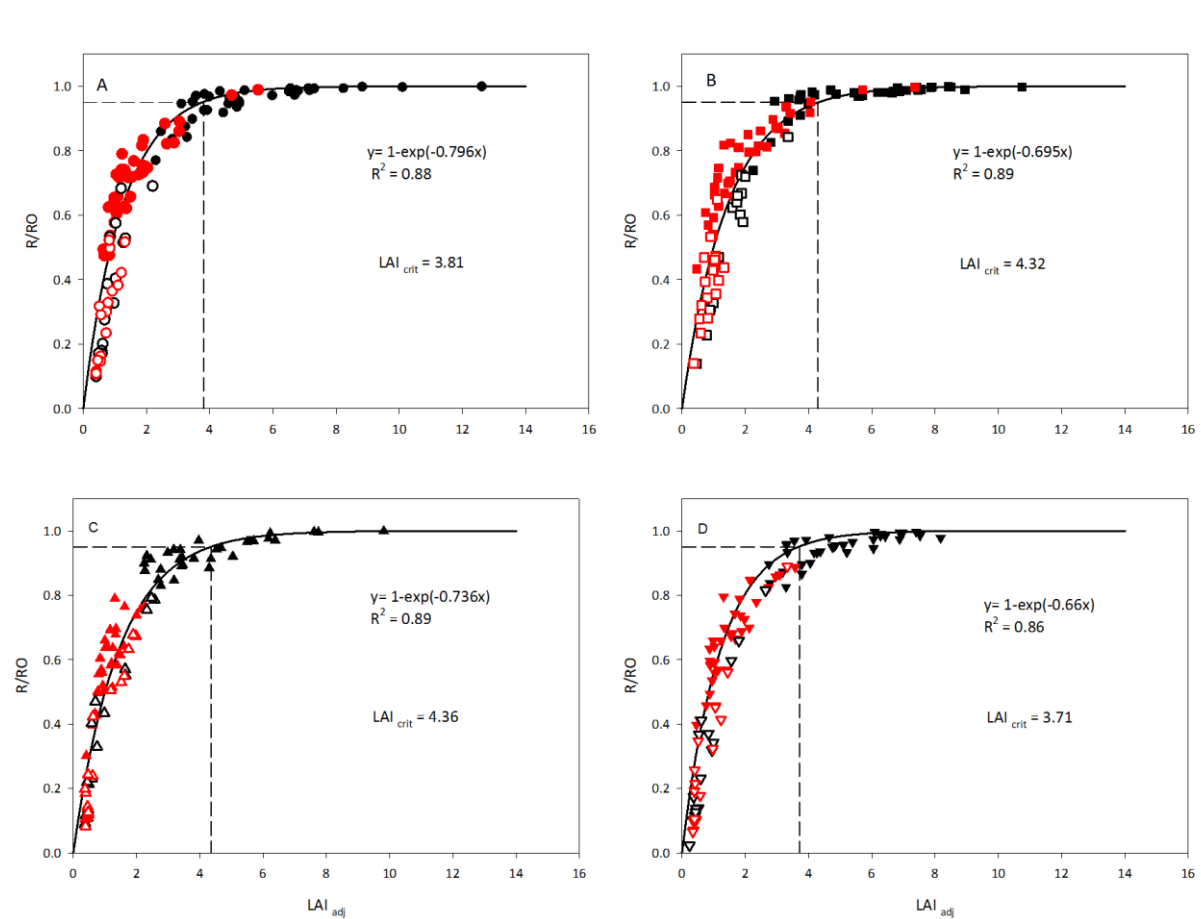 A
1.0
0.8
0.6
0.4
0.2
0.0
R/RO
y= 1-exp(-0.796x)
R2 = 0.88
LAI crit = 3.81
0 2 4 6 8 10 12 14 16
B
1.0
0.8
0.6
0.4
0.2
0.0
R/RO
y= 1-exp(-0.695x)
R2 = 0.89
LAI crit = 4.32
0 2 4 6 8 10 12 14 16
C
1.0
0.8
0.6
0.4
0.2
0.0
R/RO
y= 1-exp(-0.736x)
R2 = 0.89
LAI crit = 4.36
0 2 4 6 8 10 12 14 16
LAI adj
D
1.0
0.8
0.6
0.4
0.2
0.0
R/RO
y= 1-exp(-0.66x)
R2 = 0.86
LAI crit = 3.71
0 2 4 6 8 10 12 14 16
LAI adj